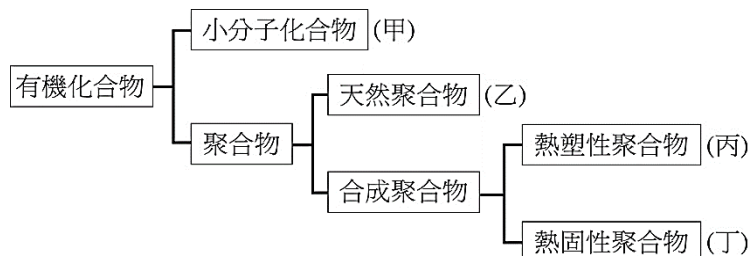 小分子化合物(甲)
有機化合物
天然聚合物(乙)
聚合物
熱塑性聚合物(丙)
合成聚合物
熱固性聚合物(丁)